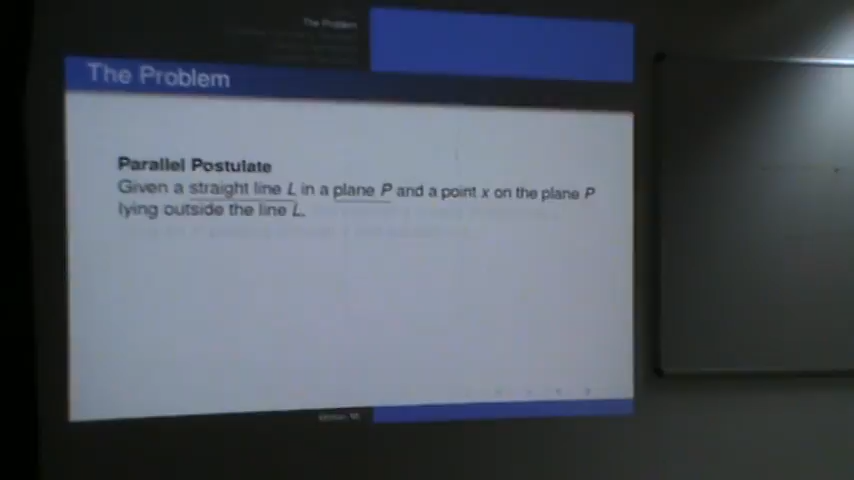 The Problem
The Problem
Parallel Postulate
Given a straight line L in a plane P and a point x on the plane P
lying outside the line L.